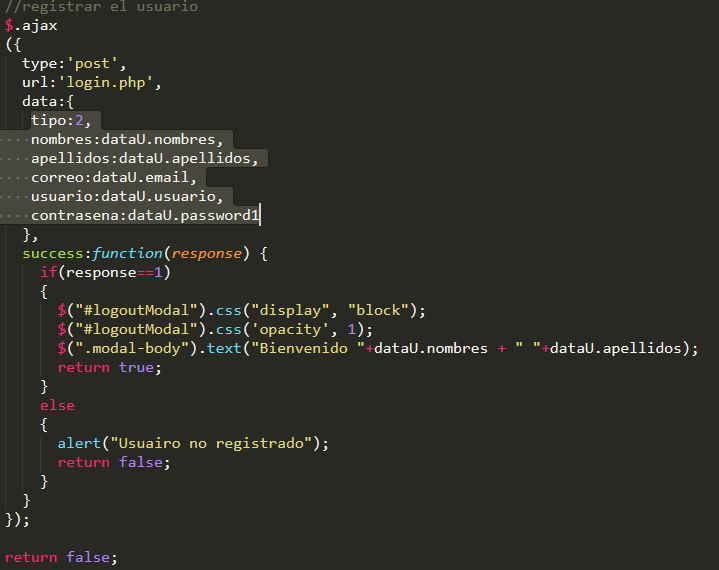 //registrar el usuario
$.ajax
({
type:'post',
url:'login.php',
data:{
tipo:2,
nombres:dataU.nombres,
apellidos:dataU.apellidos,
correo:dataU.email,
usuario:dataU.usuario,
contrasena:dataU.password1
},
success:function(response) {
if(response==1)
{
$("#logoutModal").css("display", "block");
$("#logoutModal").css('opacity', 1);
$(".modal-body").text("Bienvenido "+dataU.nombres + " "+dataU.apellidos);
return true;
}
else
{
alert("Usuairo no registrado");
return false;
}
}
});
return false;